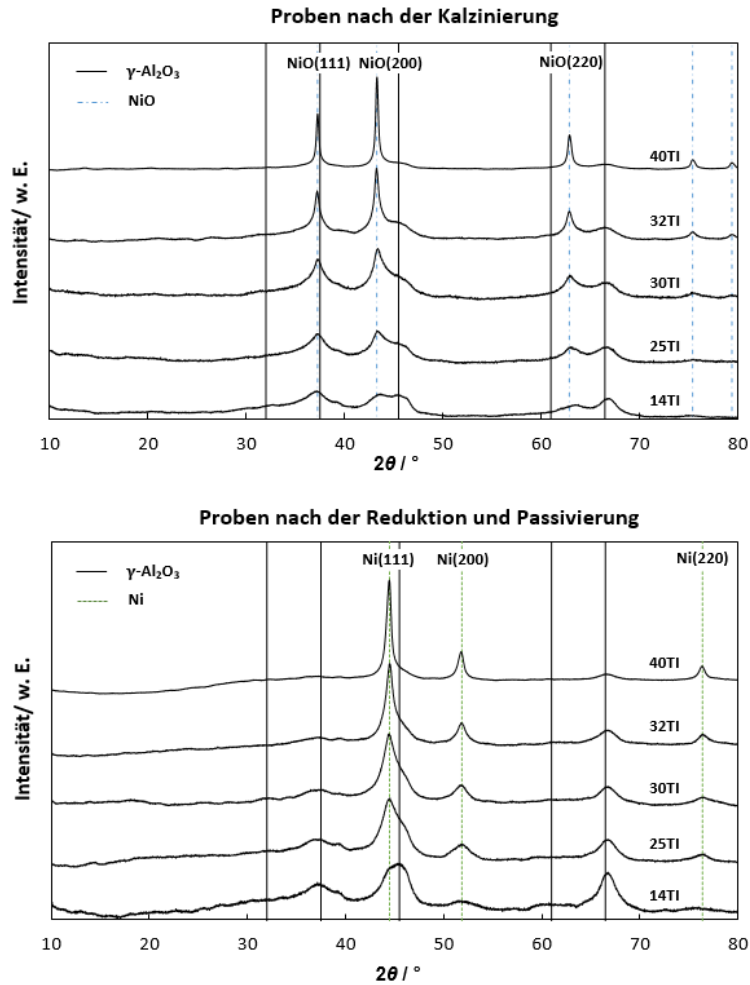 Proben nach der Kalzinierung
γ-Al₂O₃
NiO
NiO(111)
NiO(200)
NiO(220)
40TI
32TI
30TI
25TI
14TI
Intensität/ w. E.
10 20 30 40 50 60 70 80
2θ / °
Proben nach der Reduktion und Passivierung
γ-Al₂O₃
Ni
Ni(111)
Ni(200)
Ni(220)
40TI
32TI
30TI
25TI
14TI
Intensität/ w. E.
10 20 30 40 50 60 70 80
2θ / °